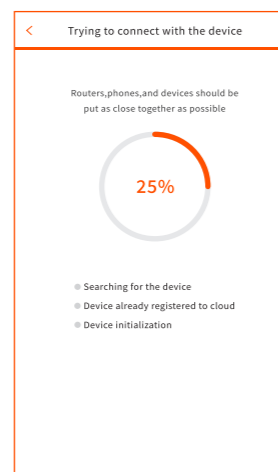 Trying to connect with the device
Routers,phones,and devices should be
put as close together as possible
25%
Searching for the device
Device already registered to cloud
Device initialization